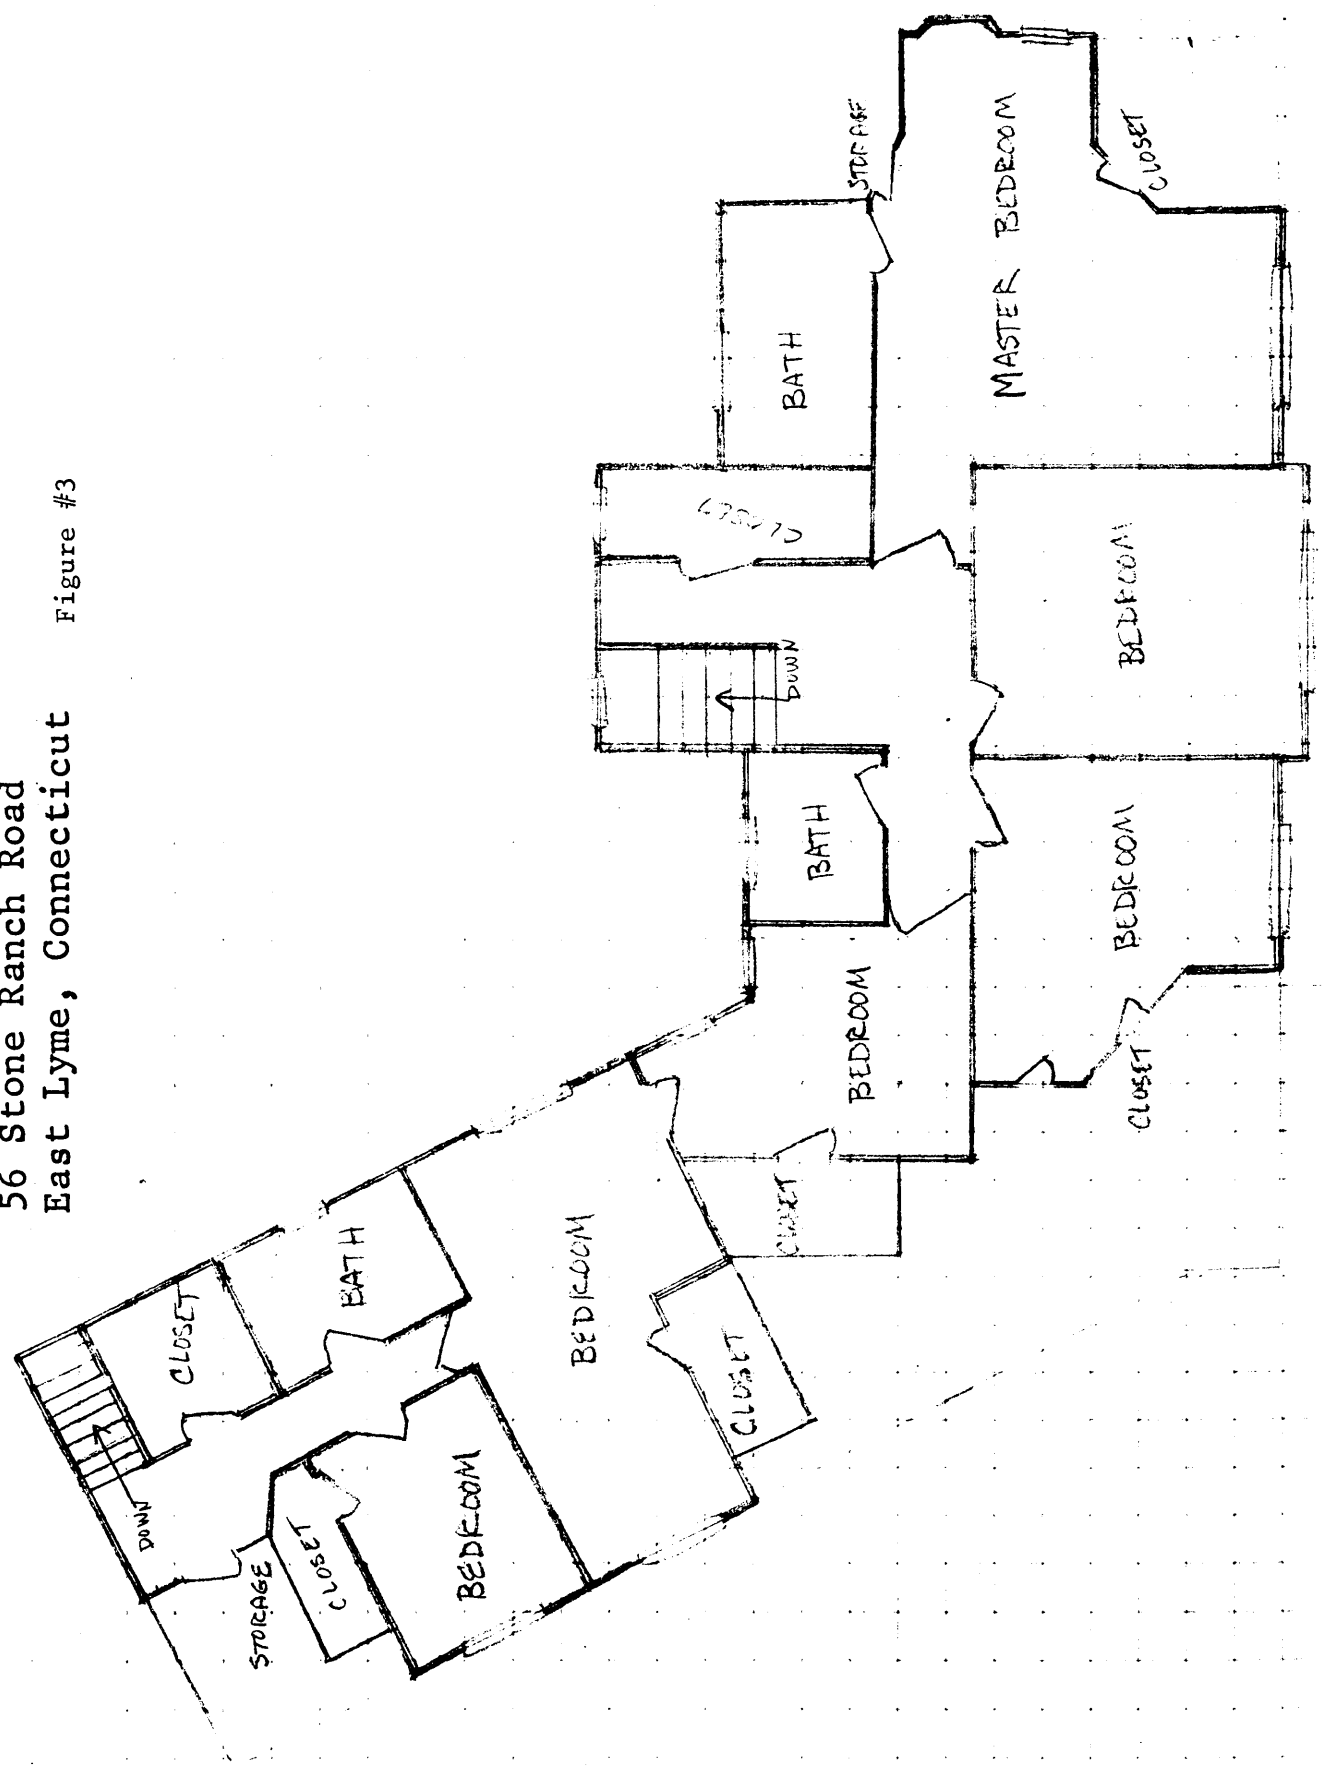 56 Stone Ranch Road
East Lyme, Connecticut
Figure #3
STORAGE
CLOSET
MASTER BEDROOM
BATH
CLOSET
DOWN
BEDROOM
BATH
BEDROOM
BEDROOM
CLOSET
CLOSET
BEDROOM
CLOSET
BATH
CLOSET
DOWN
BEDROOM
CLOSET
STORAGE